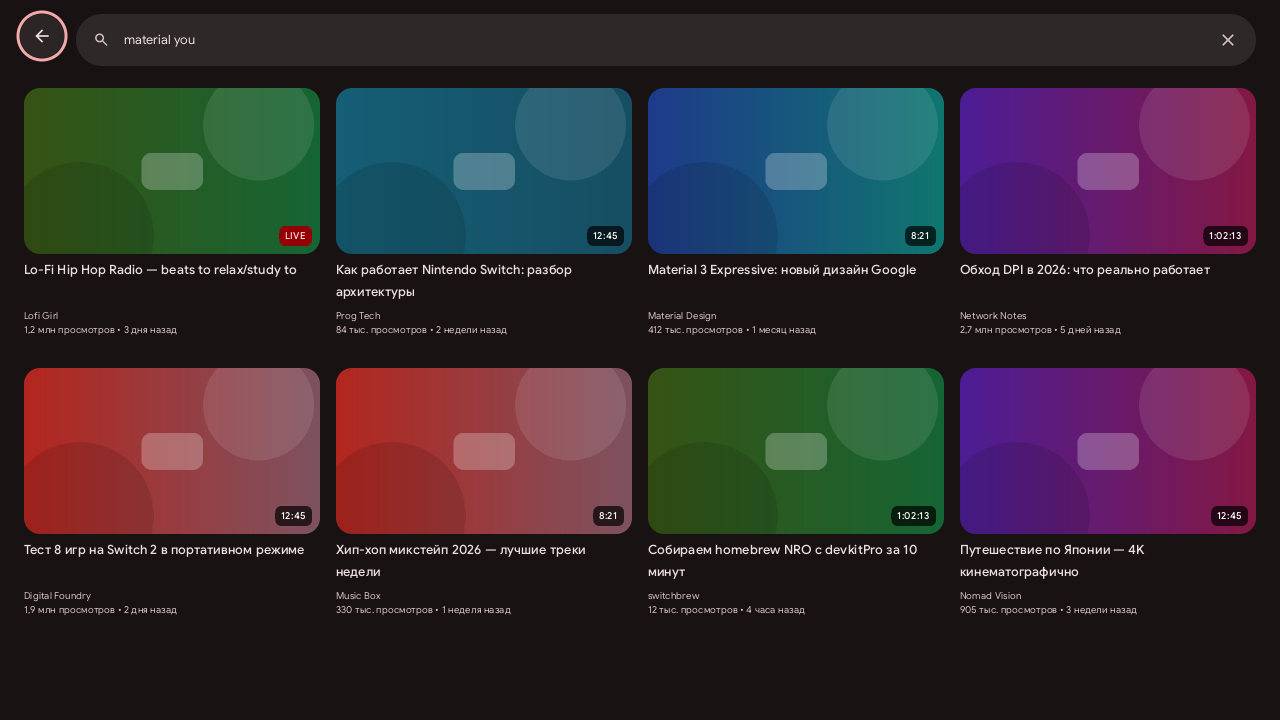 material you
LIVE
12:45
8:21
1:02:13
Lo-Fi Hip Hop Radio — beats to relax/study to
Lofi Girl
1,2 млн просмотров • 3 дня назад
Как работает Nintendo Switch: разбор
архитектуры
Prog Tech
84 тыс. просмотров • 2 недели назад
Material 3 Expressive: новый дизайн Google
Material Design
412 тыс. просмотров • 1 месяц назад
Обход DPI в 2026: что реально работает
Network Notes
2,7 млн просмотров • 5 дней назад
12:45
8:21
1:02:13
12:45
Тест 8 игр на Switch 2 в портативном режиме
Digital Foundry
1,9 млн просмотров • 2 дня назад
Хип-хоп микстейп 2026 — лучшие треки
недели
Music Box
330 тыс. просмотров • 1 неделя назад
Собираем homebrew NRO с devkitPro за 10
минут
switchbrew
12 тыс. просмотров • 4 часа назад
Путешествие по Японии — 4K
кинематографично
Nomad Vision
905 тыс. просмотров • 3 недели назад